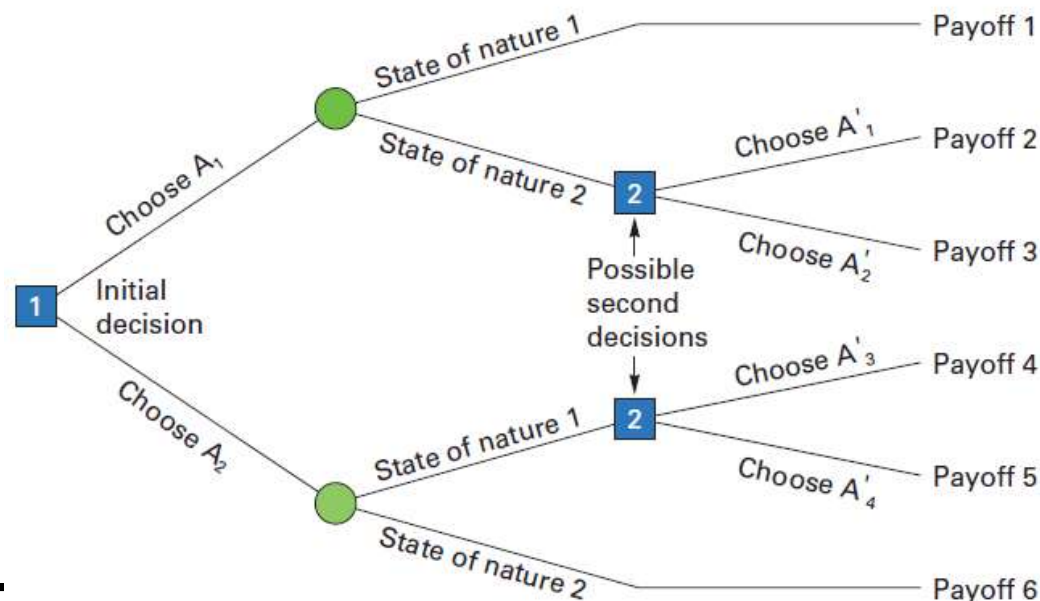 State of nature 1
Payoff 1
Choose A₁
State of nature 2
Choose A'₁
Payoff 2
2
Choose A'₂
Payoff 3
1
Initial
decision
Possible
second
decisions
Choose A₂
State of nature 1
2
Choose A'₃
Payoff 4
Choose A'₄
Payoff 5
State of nature 2
Payoff 6